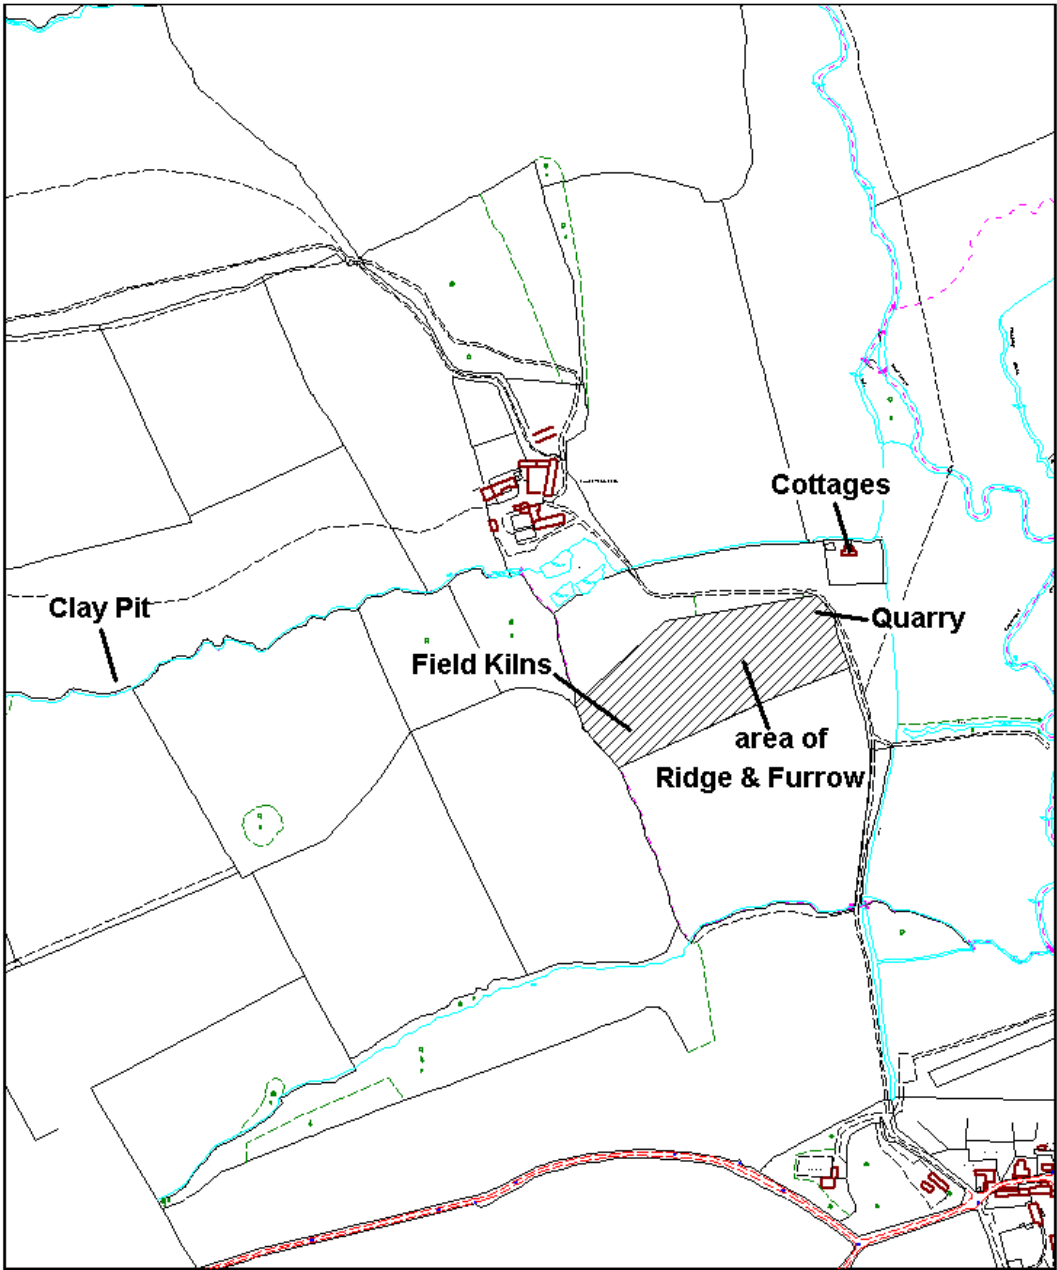 Cottages
Clay Pit
Quarry
Field Kilns
area of
Ridge & Furrow